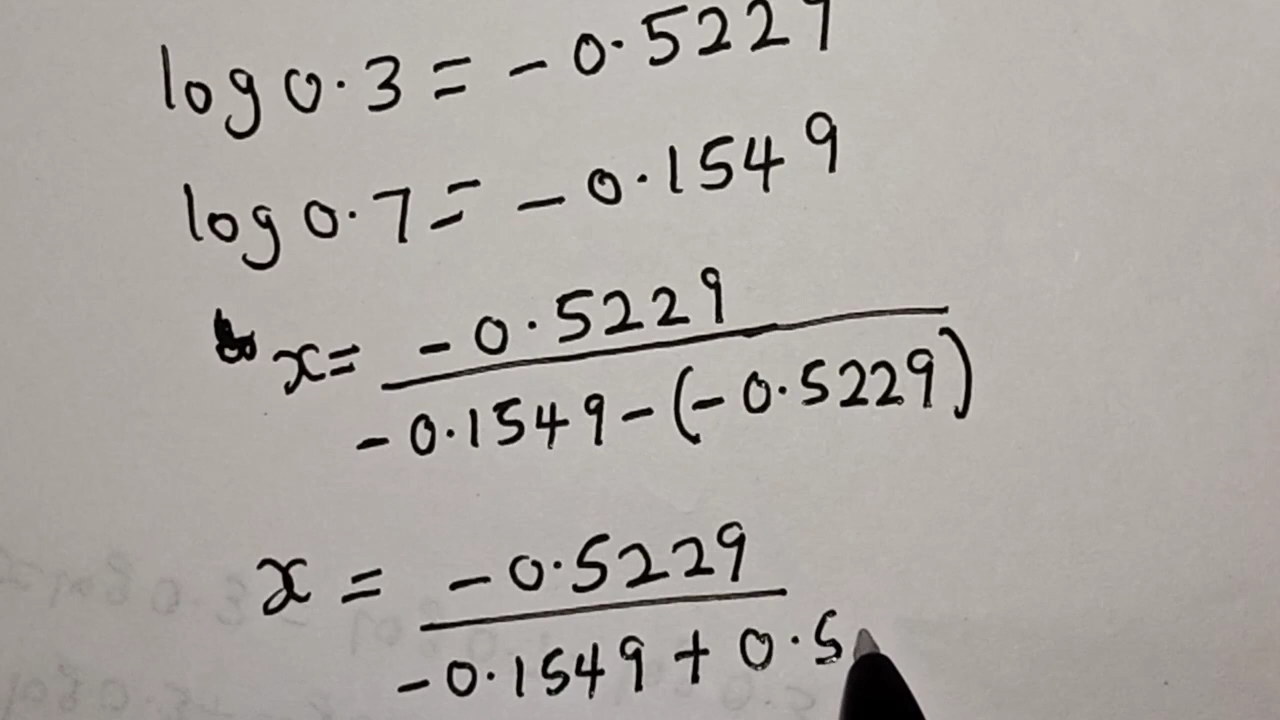 log 0.3 = - 0.5229
log 0.7 = - 0.1549
x = - 0.5229 / - 0.1549 - (- 0.5229)
x = - 0.5229 / - 0.1549 + 0.5